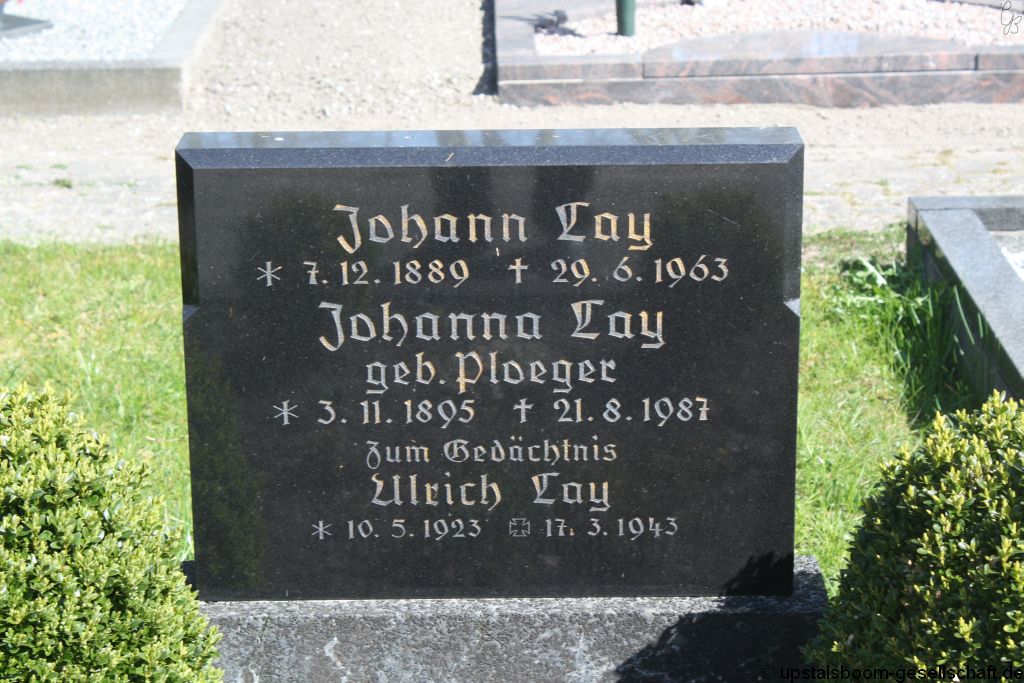 Johann Lay
* 7.12.1889 † 29.6.1963
Johanna Lay
geb. Ploeger
* 3.11.1895 † 21.8.1987
Zum Gedächtnis
Ulrich Lay
* 10.5.1923 ✠ 17.3.1943
© upstalsboom-gesellschaft.de